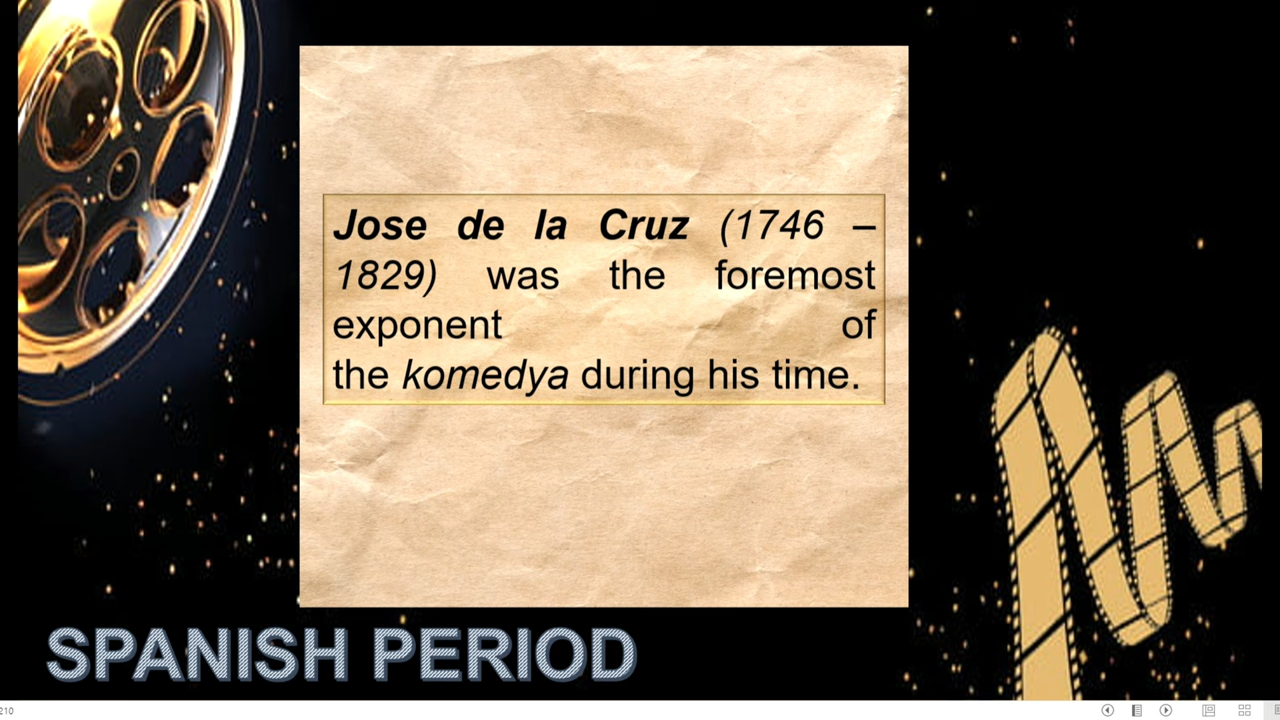 Jose de la Cruz (1746 –
1829) was the foremost
exponent of
the komedya during his time.
SPANISH PERIOD
210